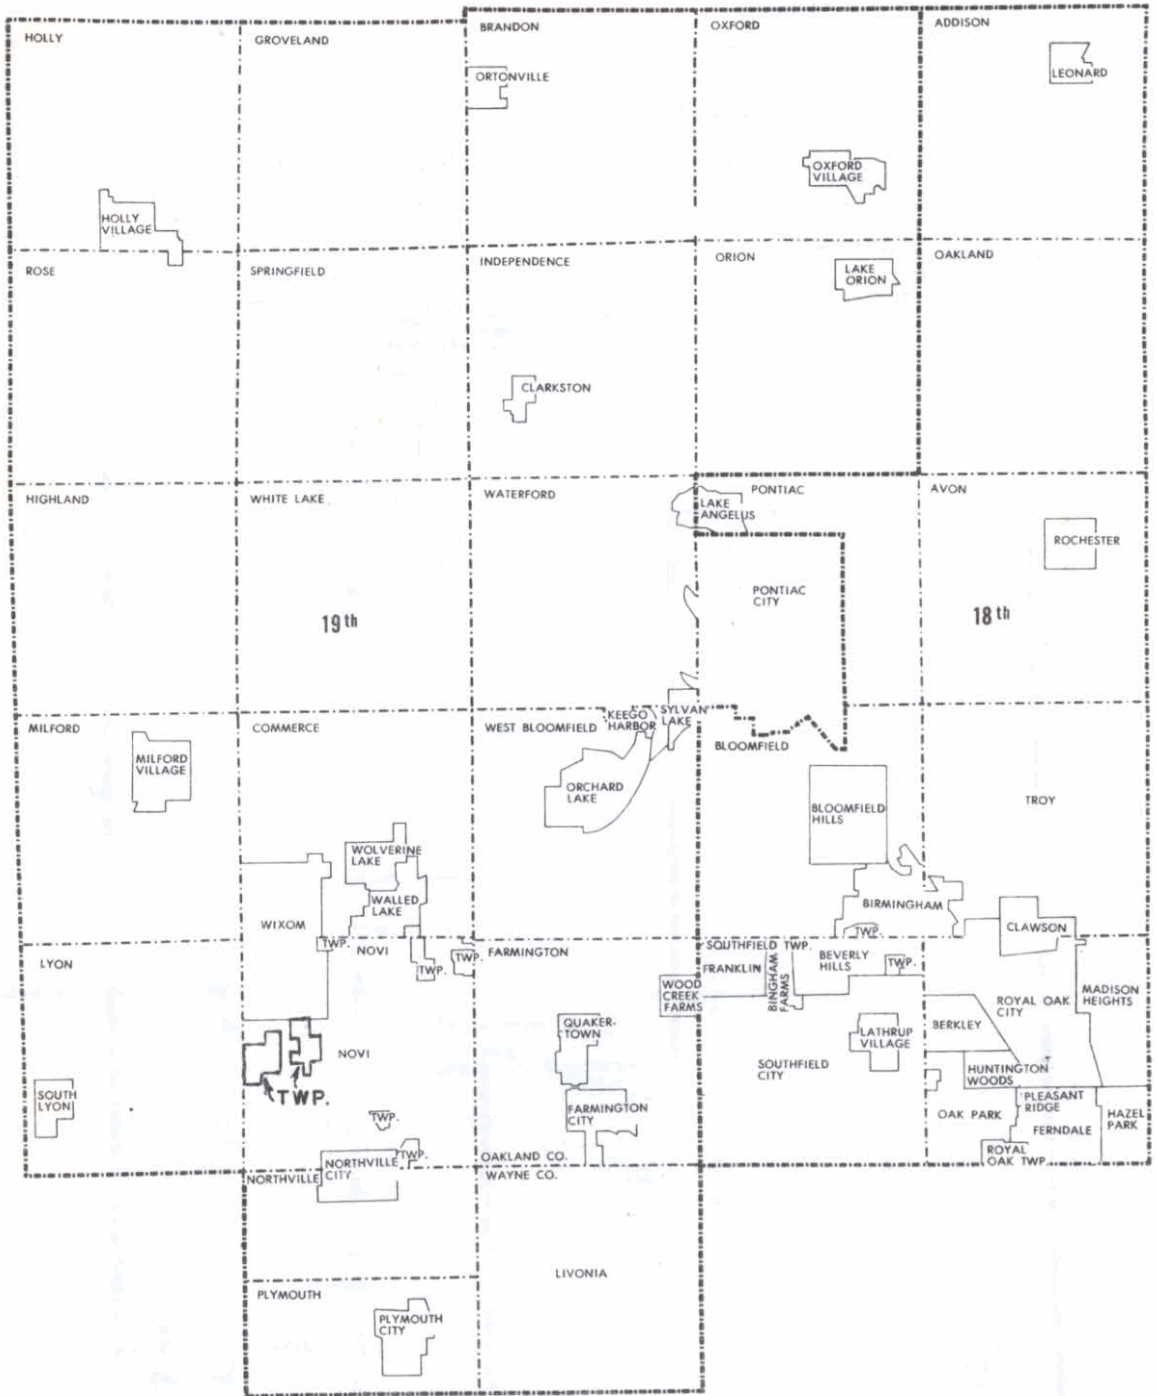 HOLLY
GROVELAND
BRANDON
OXFORD
ADDISON
ORTONVILLE
LEONARD
OXFORD
VILLAGE
HOLLY
VILLAGE
ROSE
SPRINGFIELD
INDEPENDENCE
ORION
LAKE
ORION
OAKLAND
CLARKSTON
HIGHLAND
WHITE LAKE
WATERFORD
LAKE
ANGELUS
PONTIAC
AVON
ROCHESTER
PONTIAC
CITY
19th
18th
MILFORD
COMMERCE
WEST BLOOMFIELD
KEEGO
HARBOR
SYLVAN
LAKE
BLOOMFIELD
MILFORD
VILLAGE
ORCHARD
LAKE
BLOOMFIELD
HILLS
TROY
WOLVERINE
LAKE
WALLED
LAKE
WIXOM
BIRMINGHAM
TWP.
CLAWSON
LYON
TWP.
NOVI
TWP.
TWP.
FARMINGTON
SOUTHFIELD TWP.
FRANKLIN
BINGHAM
FARMS
BEVERLY
HILLS
TWP.
WOOD
CREEK
FARMS
ROYAL OAK
CITY
MADISON
HEIGHTS
QUAKER-
TOWN
NOVI
TWP.
LATHRUP
VILLAGE
BERKLEY
SOUTHFIELD
CITY
HUNTINGTON
WOODS
SOUTH
LYON
FARMINGTON
CITY
TWP.
OAK PARK
PLEASANT
RIDGE
FERNDALE
HAZEL
PARK
ROYAL
OAK TWP.
NORTHVILLE
CITY
TWP.
NORTHVILLE
OAKLAND CO.
WAYNE CO.
LIVONIA
PLYMOUTH
PLYMOUTH
CITY